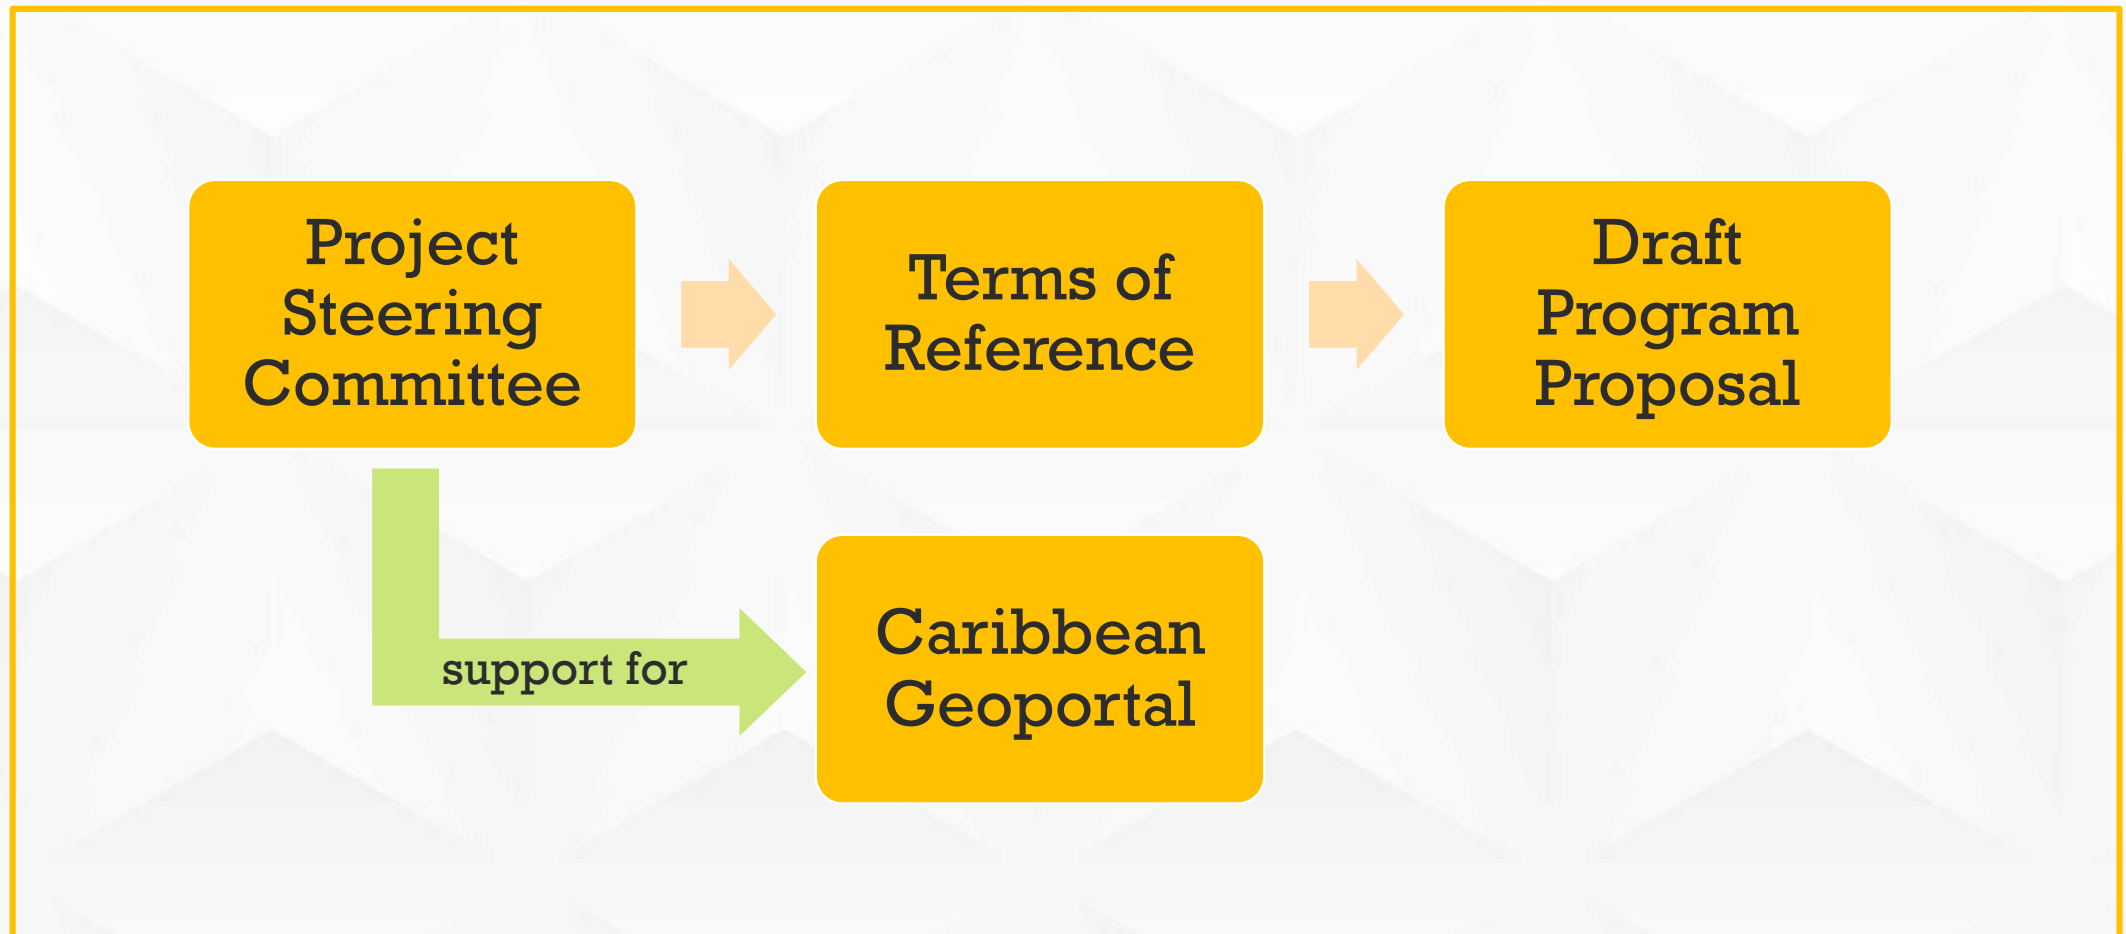 Project
Steering
Committee
Terms of
Reference
Draft
Program
Proposal
support for
Caribbean
Geoportal